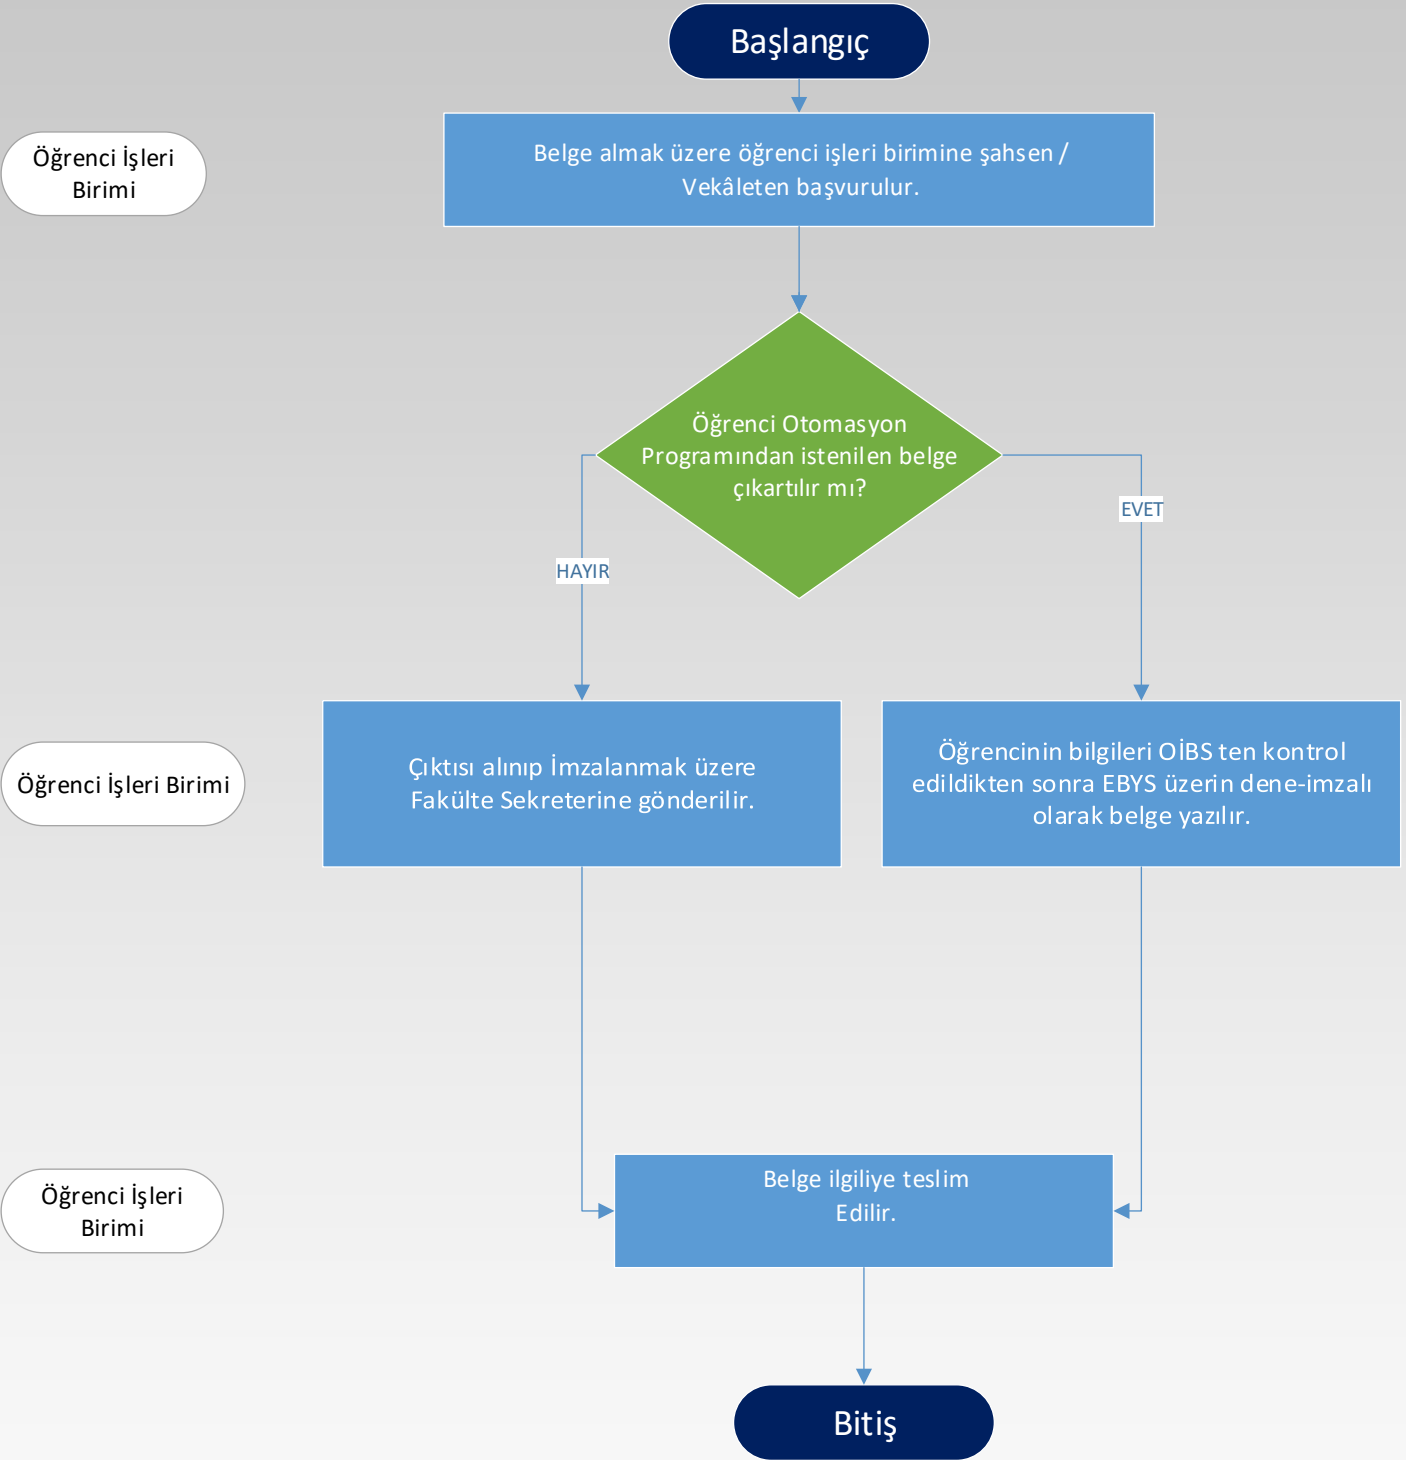 Başlangıç
Öğrenci İşleri
Birimi
Belge almak üzere öğrenci işleri birimine şahsen /
Vekâleten başvurulur.
Öğrenci Otomasyon
Programından istenilen belge
çıkartılır mı?
EVET
HAYIR
Öğrenci İşleri Birimi
Çıktısı alınıp İmzalanmak üzere
Fakülte Sekreterine gönderilir.
Öğrencinin bilgileri OİBS ten kontrol
edildikten sonra EBYS üzerin dene-imzalı
olarak belge yazılır.
Öğrenci İşleri
Birimi
Belge ilgiliye teslim
Edilir.
Bitiş